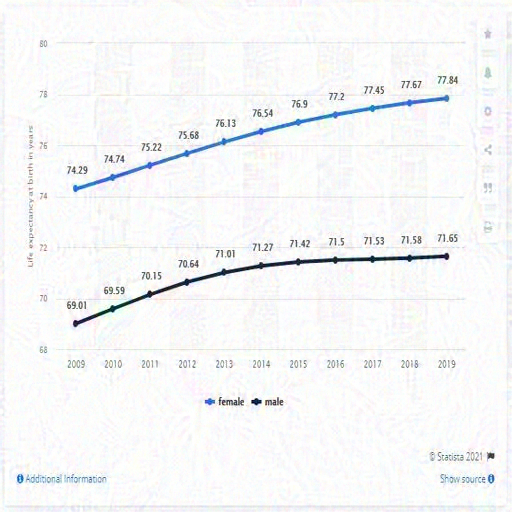 80
78
76
74
72
70
68
Life expectancy at birth in years
74.29 74.74 75.22 75.68 76.13 76.54 76.9 77.2 77.45 77.67 77.84
69.01 69.59 70.15 70.64 71.01 71.27 71.42 71.5 71.53 71.58 71.65
2009 2010 2011 2012 2013 2014 2015 2016 2017 2018 2019
female male
© Statista 2021
Additional Information Show source